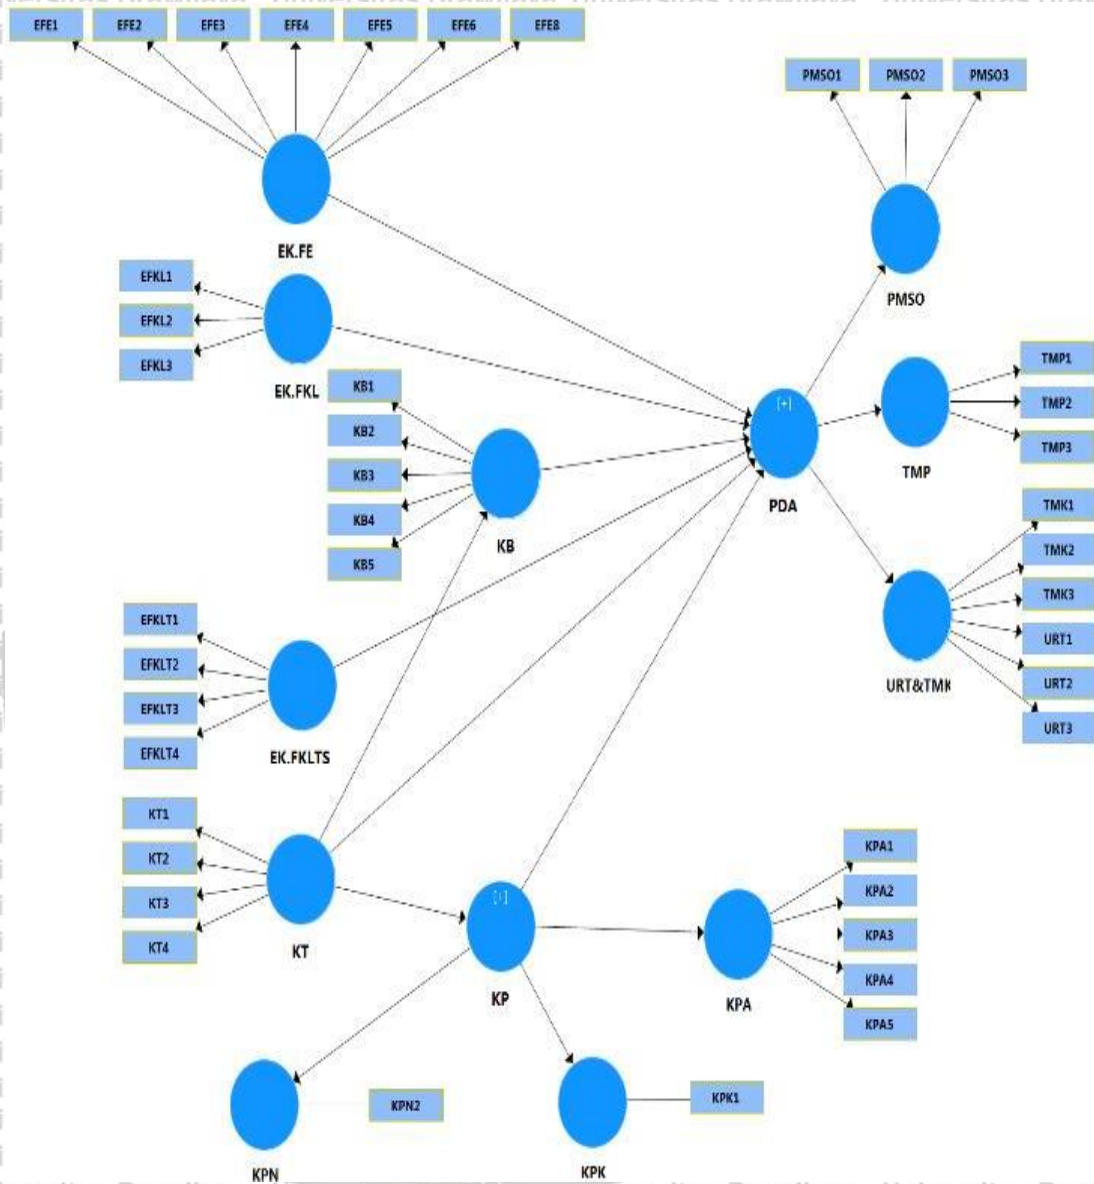 EFE1
EFE2
EFE3
EFE4
EFE5
EFE6
EFE8
PMSO1
PMSO2
PMSO3
EK.FE
PMSO
EFKL1
EFKL2
EFKL3
EK.FKL
KB1
KB2
KB3
KB4
KB5
KB
[+]
PDA
TMP1
TMP2
TMP3
TMP
TMK1
TMK2
TMK3
URT1
URT2
URT3
URT&TMK
EFKLT1
EFKLT2
EFKLT3
EFKLT4
EK.FKLTS
KT1
KT2
KT3
KT4
KT
[+]
KP
KPA1
KPA2
KPA3
KPA4
KPA5
KPA
KPN2
KPN
KPK1
KPK